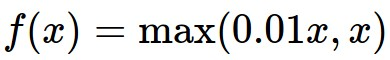 f(x) = max(0.01x, x)